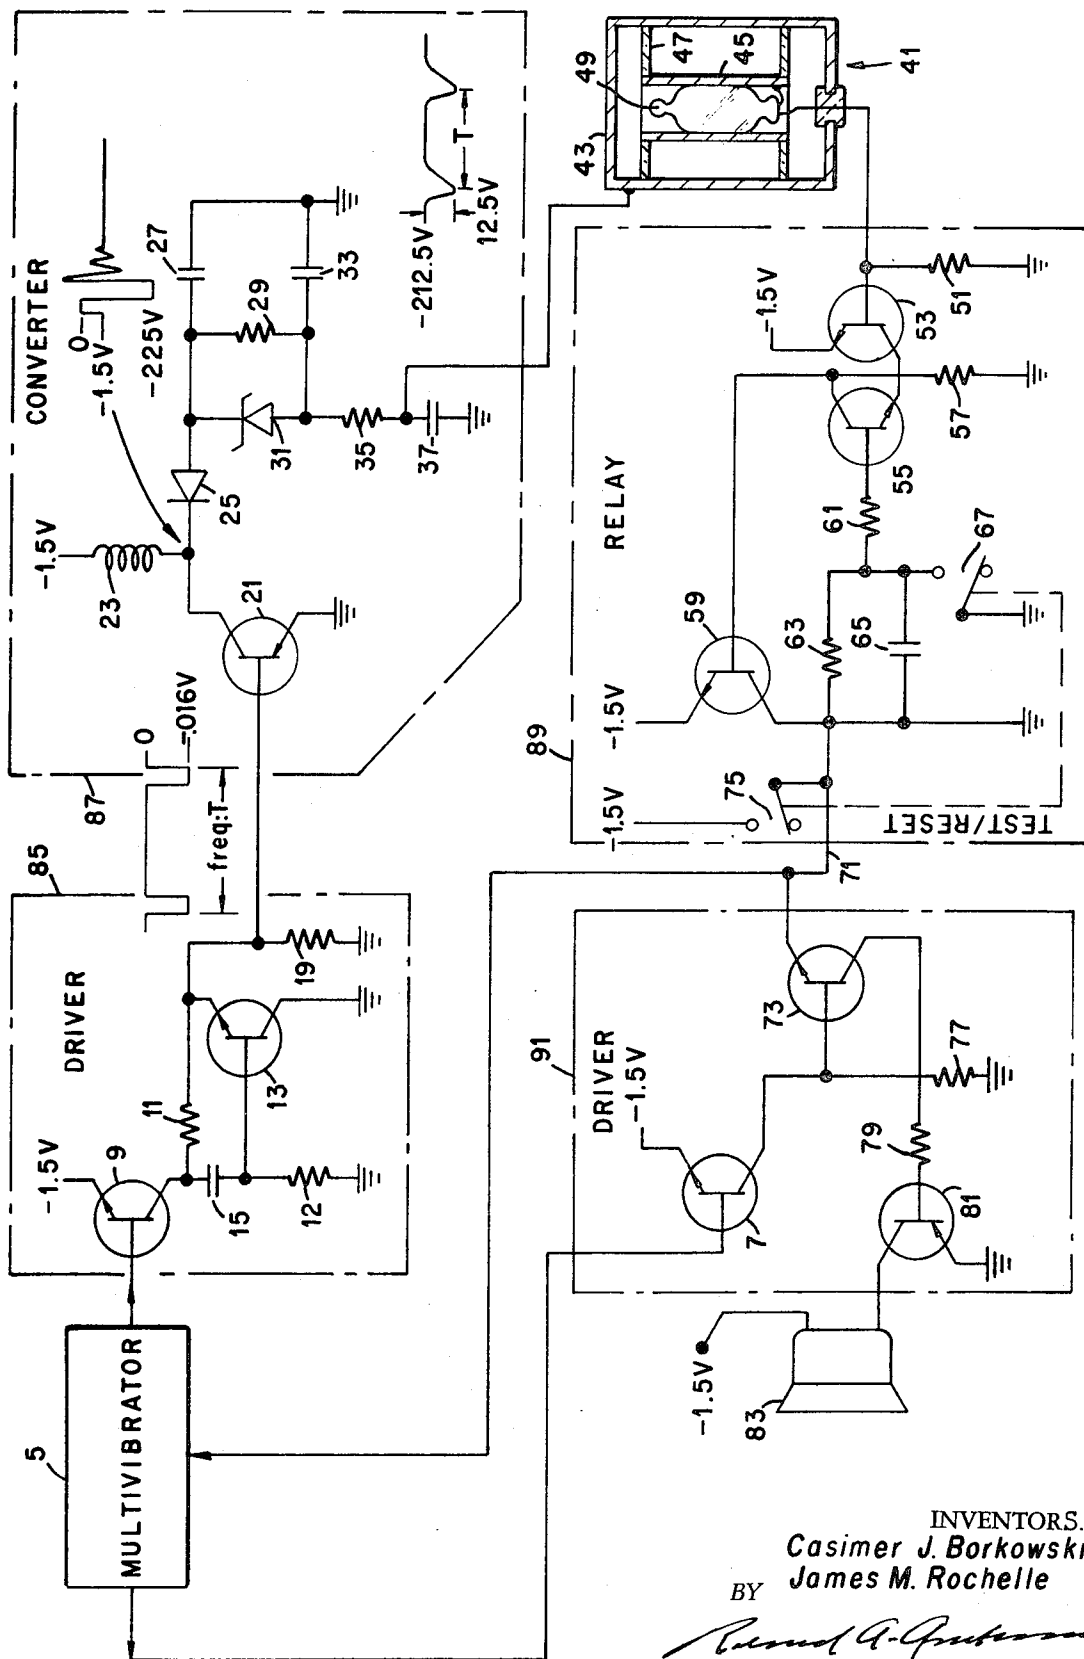 CONVERTER
0
-1.5V
-225V
-1.5V
23
25
27
29
31
33
35
37
21
-212.5V
12.5V
T
87
0
-.016V
freq:T
85
DRIVER
-1.5V
9
11
13
15
12
19
5
MULTIVIBRATOR
43
49
47
45
41
RELAY
89
-1.5V
53
51
55
57
59
-1.5V
61
63
65
67
-1.5V
75
TEST/RESET
71
91
DRIVER
-1.5V
7
73
77
79
81
-1.5V
83
INVENTORS.
Casimer J. Borkowski
BY James M. Rochelle